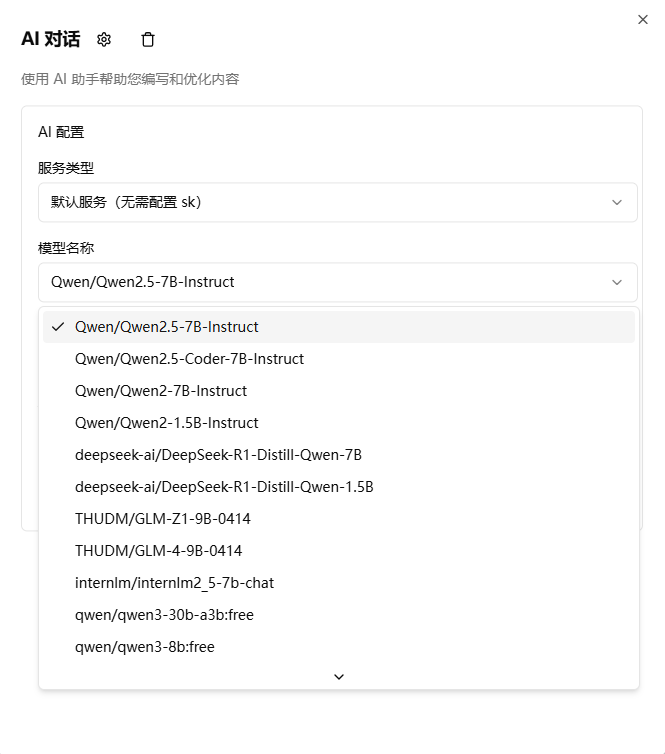 AI 对话
使用 AI 助手帮助您编写和优化内容
AI 配置
服务类型
默认服务（无需配置 sk）
模型名称
Qwen/Qwen2.5-7B-Instruct
Qwen/Qwen2.5-7B-Instruct
Qwen/Qwen2.5-Coder-7B-Instruct
Qwen/Qwen2-7B-Instruct
Qwen/Qwen2-1.5B-Instruct
deepseek-ai/DeepSeek-R1-Distill-Qwen-7B
deepseek-ai/DeepSeek-R1-Distill-Qwen-1.5B
THUDM/GLM-Z1-9B-0414
THUDM/GLM-4-9B-0414
internlm/internlm2_5-7b-chat
qwen/qwen3-30b-a3b:free
qwen/qwen3-8b:free